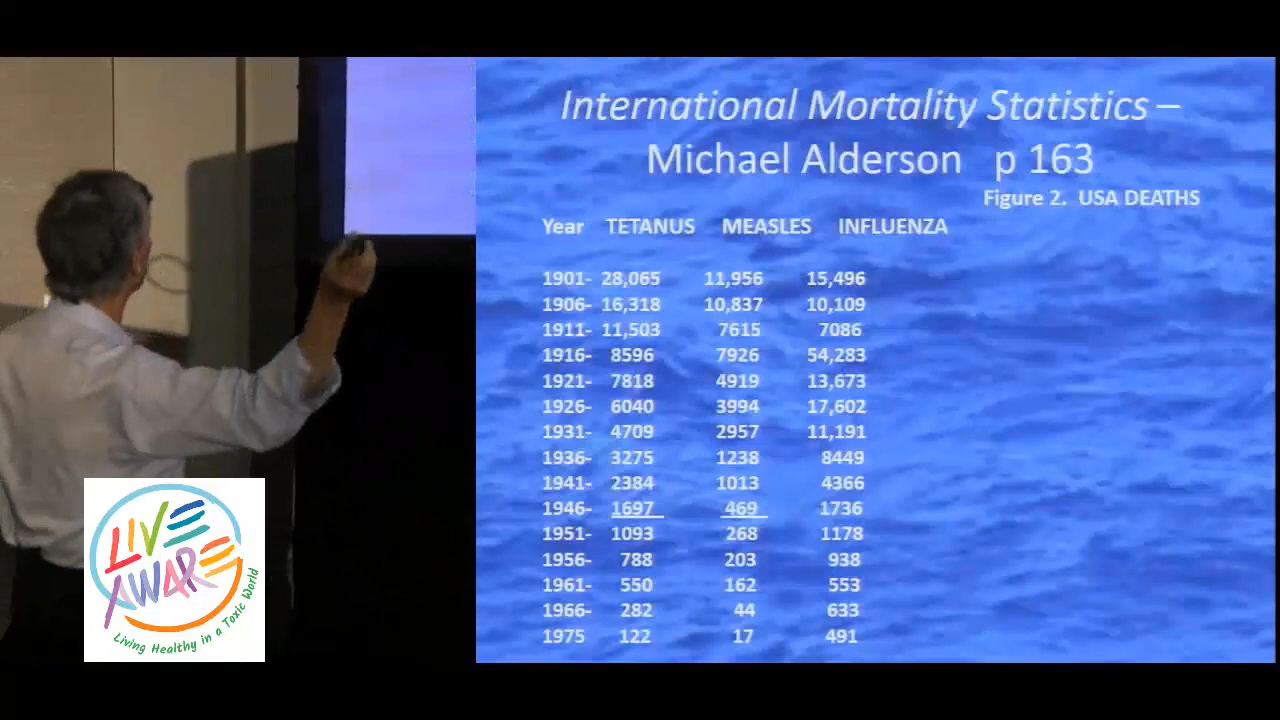 International Mortality Statistics –
Michael Alderson p 163
Figure 2. USA DEATHS
Year TETANUS MEASLES INFLUENZA
1901- 28,065 11,956 15,496
1906- 16,318 10,837 10,109
1911- 11,503 7615 7086
1916- 8596 7926 54,283
1921- 7818 4919 13,673
1926- 6040 3994 17,602
1931- 4709 2957 11,191
1936- 3275 1238 8449
1941- 2384 1013 4366
1946- 1697 469 1736
1951- 1093 268 1178
1956- 788 203 938
1961- 550 162 553
1966- 282 44 633
1975 122 17 491
LIVE
AWARE
Living Healthy in a Toxic World